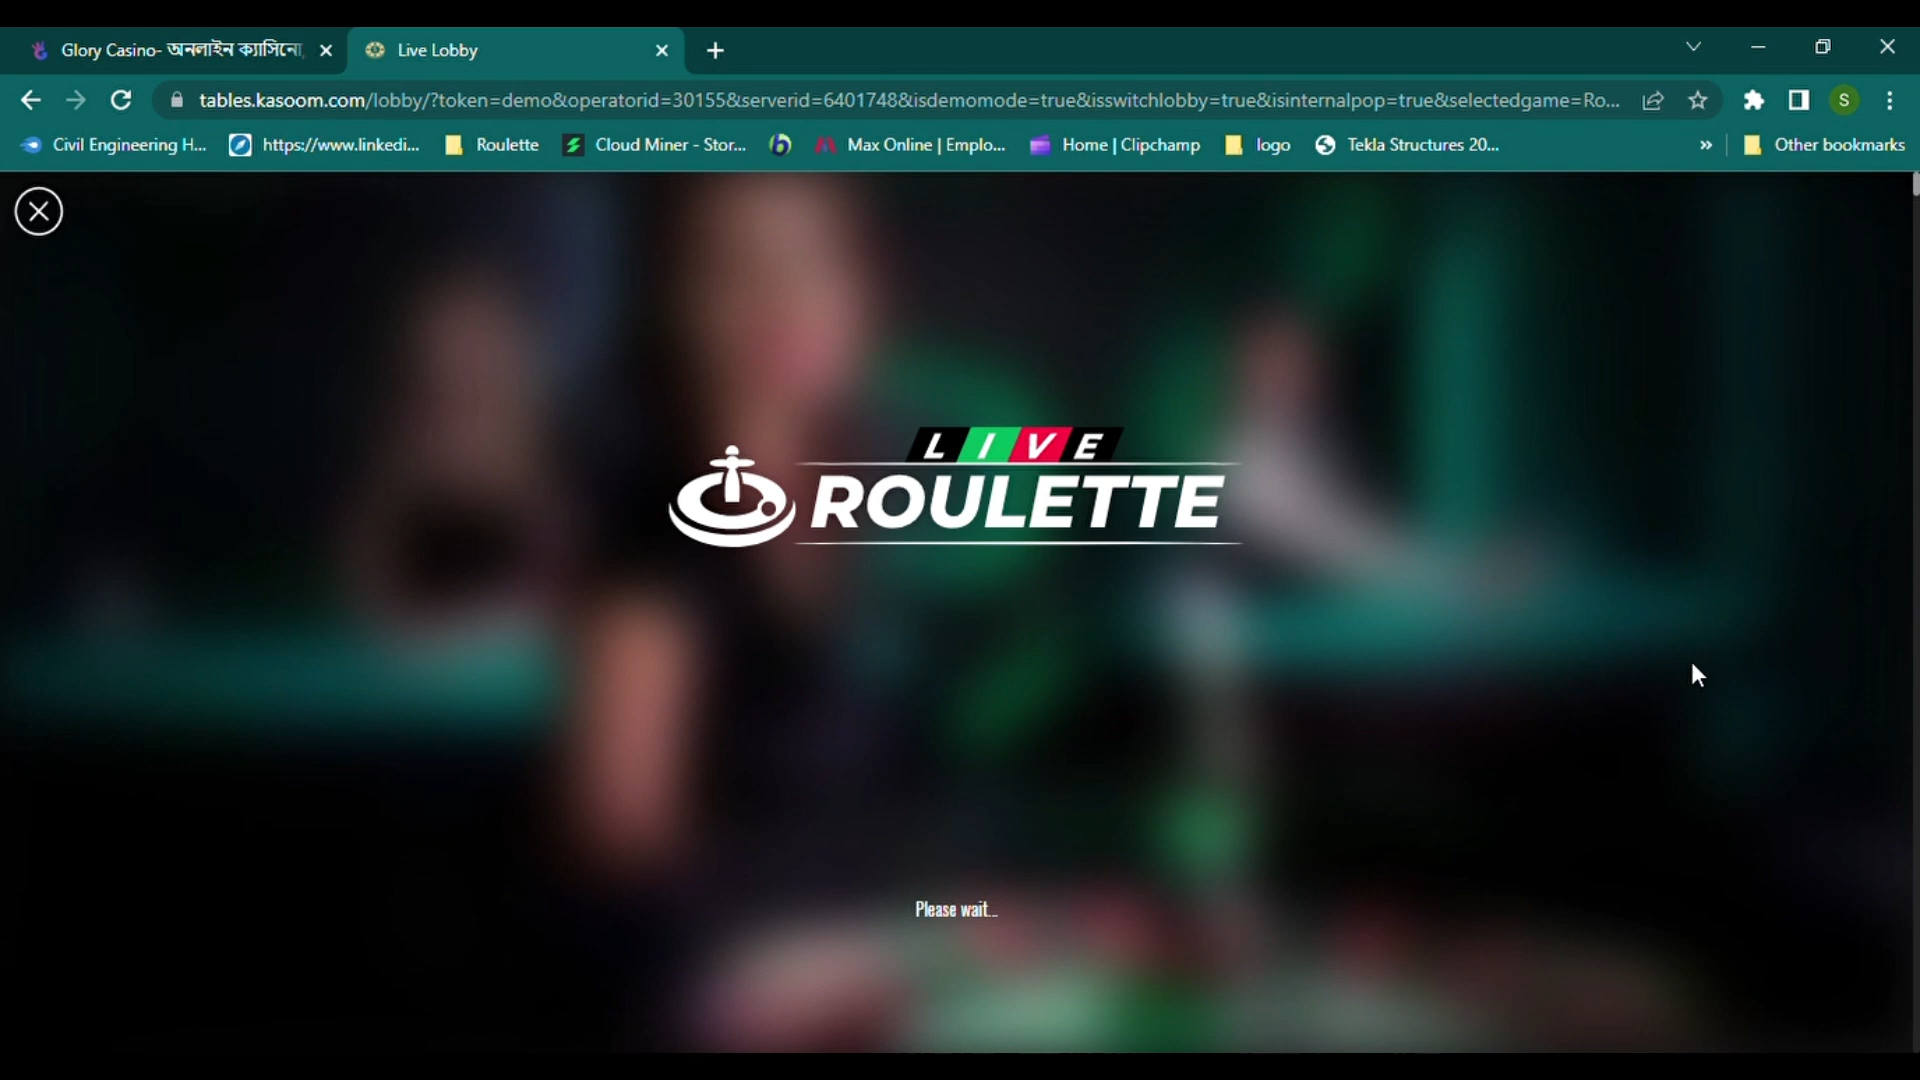 Glory Casino- অনলাইন ক্যাসিনো,
Live Lobby
tables.kasoom.com/lobby/?token=demo&operatorid=30155&serverid=6401748&isdemomode=true&isswitchlobby=true&isinternalpop=true&selectedgame=Ro...
S
Civil Engineering H...
https://www.linkedi...
Roulette
Cloud Miner - Stor...
Max Online | Emplo...
Home | Clipchamp
logo
Tekla Structures 20...
»
Other bookmarks
LIVE
ROULETTE
Please wait...